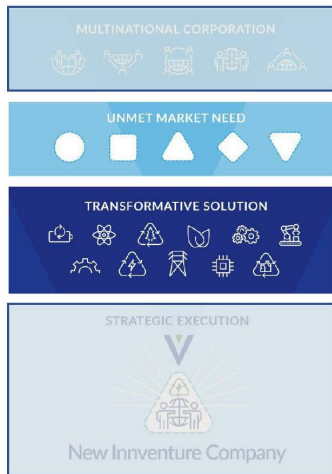 MULTINATIONAL CORPORATION
UNMET MARKET NEED
TRANSFORMATIVE SOLUTION
STRATEGIC EXECUTION
New Innventure Company